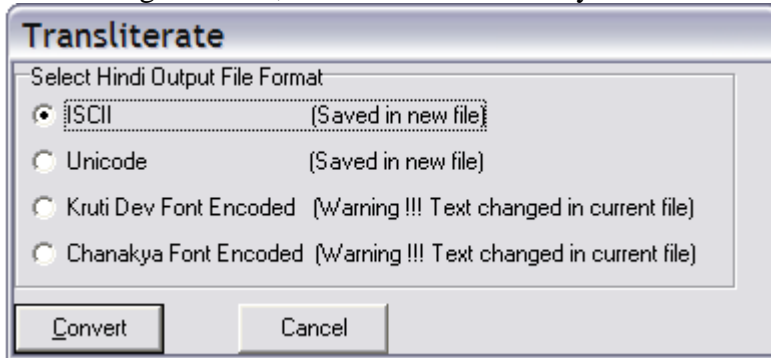 Transliterate
Select Hindi Output File Format
ISCII (Saved in new file)
Unicode (Saved in new file)
Kruti Dev Font Encoded (Warning !!! Text changed in current file)
Chanakya Font Encoded (Warning !!! Text changed in current file)
Convert Cancel